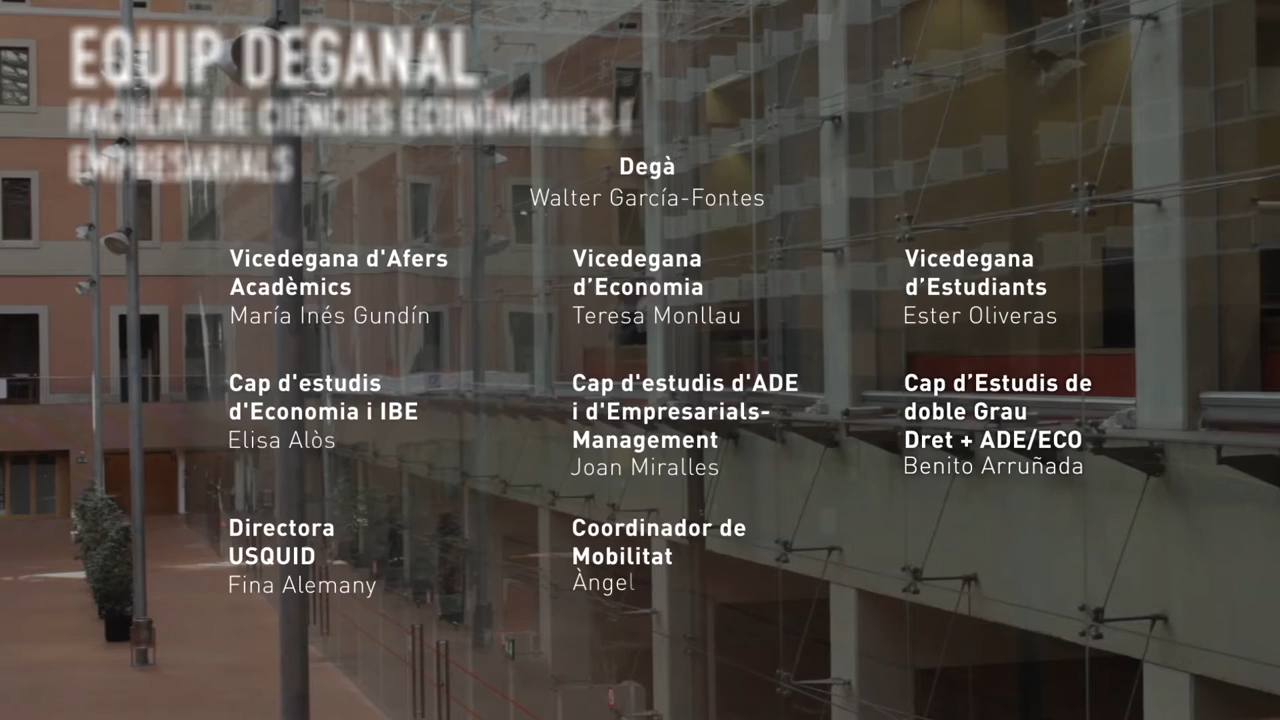 EQUIP DEGANAL
FACULTAT DE CIÈNCIES ECONÒMIQUES I
EMPRESARIALS
Degà
Walter García-Fontes
Vicedegana d'Afers
Acadèmics
María Inés Gundín
Vicedegana
d’Economia
Teresa Monllau
Vicedegana
d’Estudiants
Ester Oliveras
Cap d'estudis
d'Economia i IBE
Elisa Alòs
Cap d'estudis d'ADE
i d'Empresarials-
Management
Joan Miralles
Cap d’Estudis de
doble Grau
Dret + ADE/ECO
Benito Arruñada
Directora
USQUID
Fina Alemany
Coordinador de
Mobilitat
Àngel